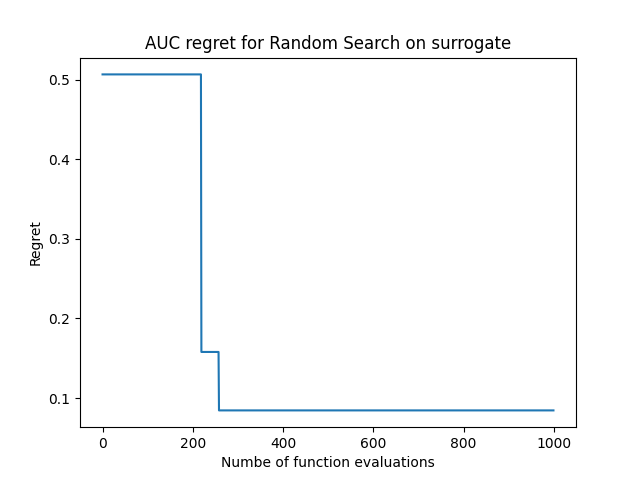 AUC regret for Random Search on surrogate
0.5
0.4
0.3
0.2
0.1
Regret
0 200 400 600 800 1000
Numbe of function evaluations